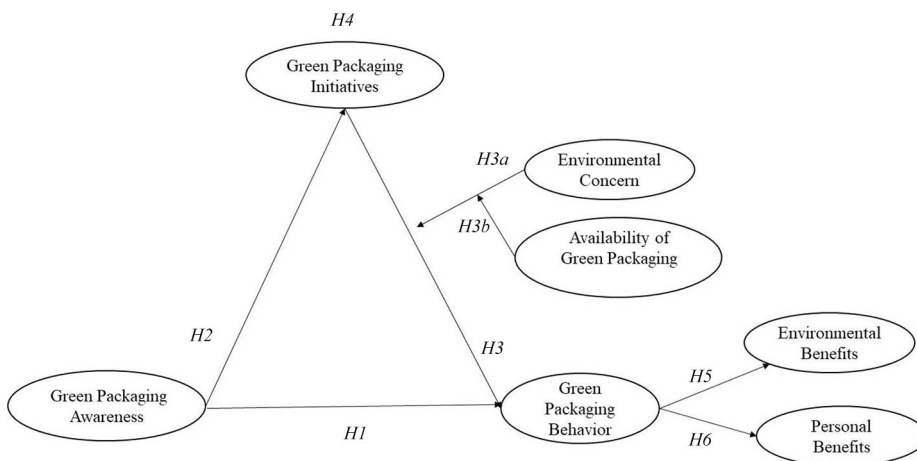 H4
Green Packaging
Initiatives
H3a
Environmental
Concern
H3b
Availability of
Green Packaging
H2
H3
Environmental
Benefits
Green Packaging
Awareness
H1
Green
Packaging
Behavior
H5
H6
Personal
Benefits